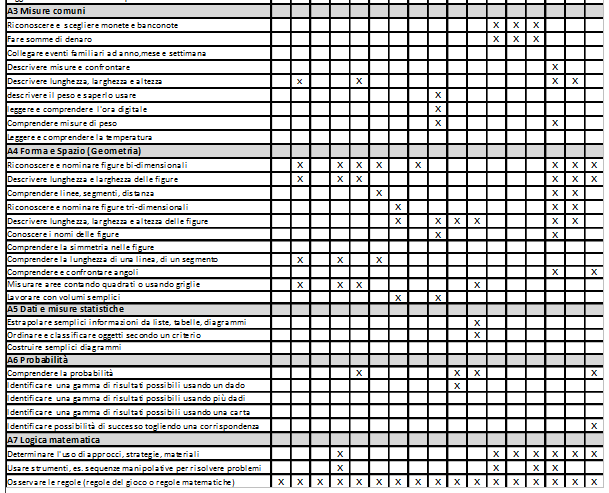 A3 Misure comuni
Riconoscere e scegliere monete e banconote X X X
Fare somme di denaro X X X
Collegare eventi familiari ad anno,mese e settimana
Descrivere misure e confrontare X
Descrivere lunghezza, larghezza e altezza x X X X
descrivere il peso e saperlo usare X
leggere e comprendere l'ora digitale X
Comprendere misure di peso X X
Leggere e comprendere la temperatura
A4 Forma e Spazio (Geometria)
Riconoscere e nominare figure bi-dimensionali X X X X X X X X
Descrivere lunghezza e larghezza delle figure X X X X X X
Comprendere linee, segmenti, distanza X X X
Riconoscere e nominare figure tri-dimensionali X X X
Descrivere lunghezza, larghezza e altezza delle figure X X X X X X
Conoscere i nomi delle figure X X
Comprendere la simmetria nelle figure
Comprendere la lunghezza di una linea, di un segmento X X X
Comprendere e confrontare angoli X X
Misurare aree contando quadrati o usando griglie X X X X
Lavorare con volumi semplici X X
A5 Dati e misure statistiche
Estrapolare semplici informazioni da liste, tabelle, diagrammi X
Ordinare e classificare oggetti secondo un criterio X
Costruire semplici diagrammi
A6 Probabilità
Comprendere la probabilità X X X X
Identificare una gamma di risultati possibili usando un dado X
Identificare una gamma di risultati possibili usando più dadi
Identificare una gamma di risultati possibili usando una carta
Identificare possibilità di successo togliendo una corrispondenza X
A7 Logica matematica
Determinare l'uso di approcci, strategie, materiali X X X X X X X
Usare strumenti, es. sequenze manipolative per risolvere problemi X X X X
Osservare le regole (regole del gioco o regole matematiche) X X X X X X X X X X X X X X X X X